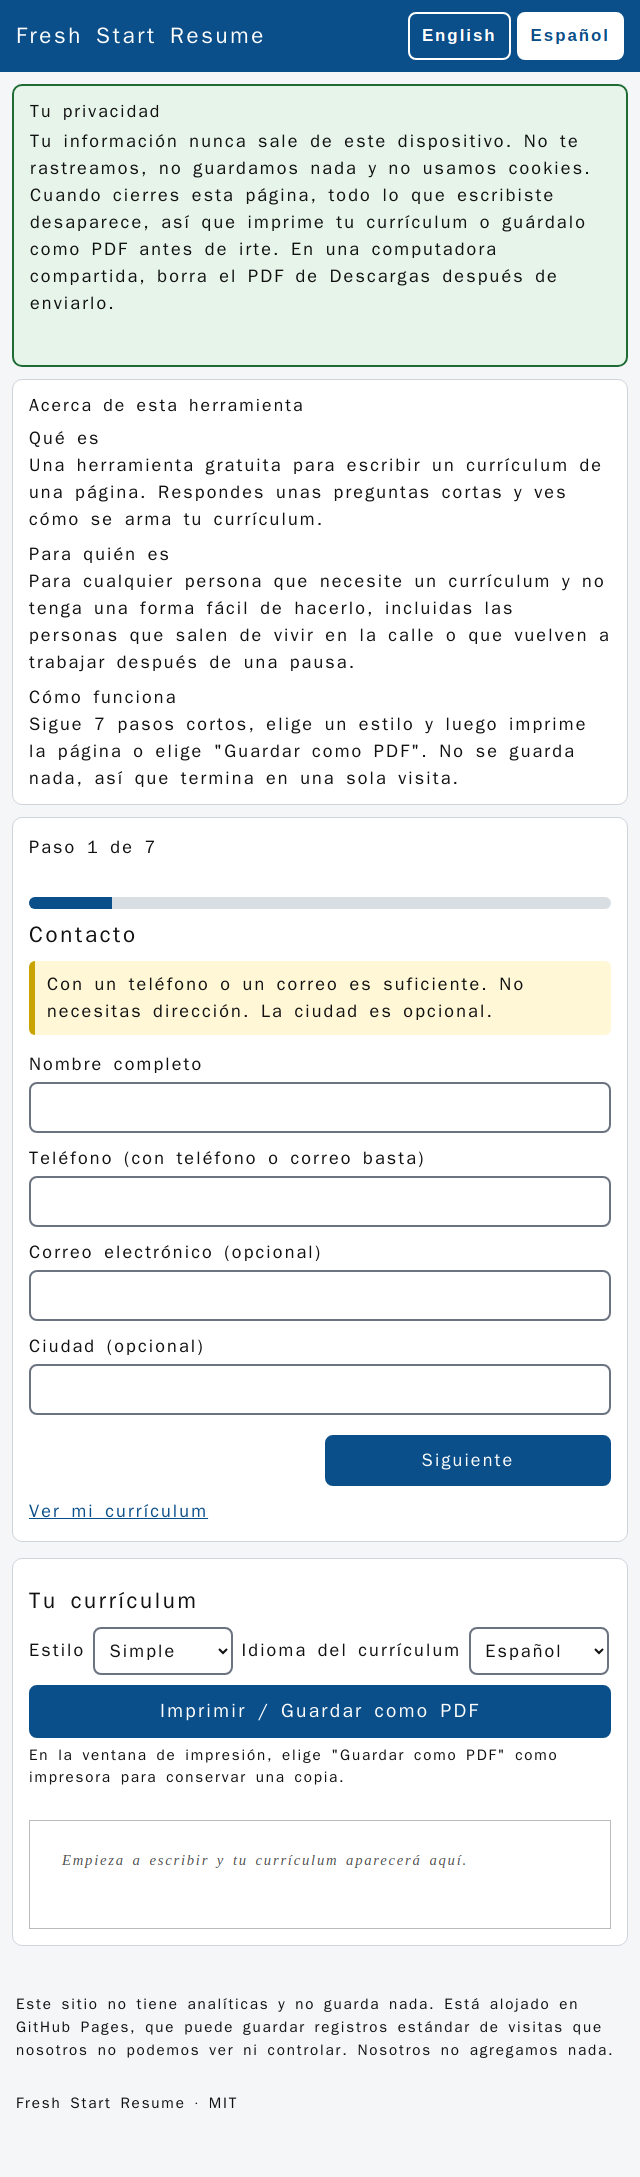 Fresh Start Resume
English
Español
Tu privacidad
Tu información nunca sale de este dispositivo. No te
rastreamos, no guardamos nada y no usamos cookies.
Cuando cierres esta página, todo lo que escribiste
desaparece, así que imprime tu currículum o guárdalo
como PDF antes de irte. En una computadora
compartida, borra el PDF de Descargas después de
enviarlo.
Acerca de esta herramienta
Qué es
Una herramienta gratuita para escribir un currículum de
una página. Respondes unas preguntas cortas y ves
cómo se arma tu currículum.
Para quién es
Para cualquier persona que necesite un currículum y no
tenga una forma fácil de hacerlo, incluidas las
personas que salen de vivir en la calle o que vuelven a
trabajar después de una pausa.
Cómo funciona
Sigue 7 pasos cortos, elige un estilo y luego imprime
la página o elige "Guardar como PDF". No se guarda
nada, así que termina en una sola visita.
Paso 1 de 7
Contacto
Con un teléfono o un correo es suficiente. No
necesitas dirección. La ciudad es opcional.
Nombre completo
Teléfono (con teléfono o correo basta)
Correo electrónico (opcional)
Ciudad (opcional)
Siguiente
Ver mi currículum
Tu currículum
Estilo Simple Idioma del currículum Español
Imprimir / Guardar como PDF
En la ventana de impresión, elige "Guardar como PDF" como
impresora para conservar una copia.
Empieza a escribir y tu currículum aparecerá aquí.
Este sitio no tiene analíticas y no guarda nada. Está alojado en
GitHub Pages, que puede guardar registros estándar de visitas que
nosotros no podemos ver ni controlar. Nosotros no agregamos nada.
Fresh Start Resume · MIT